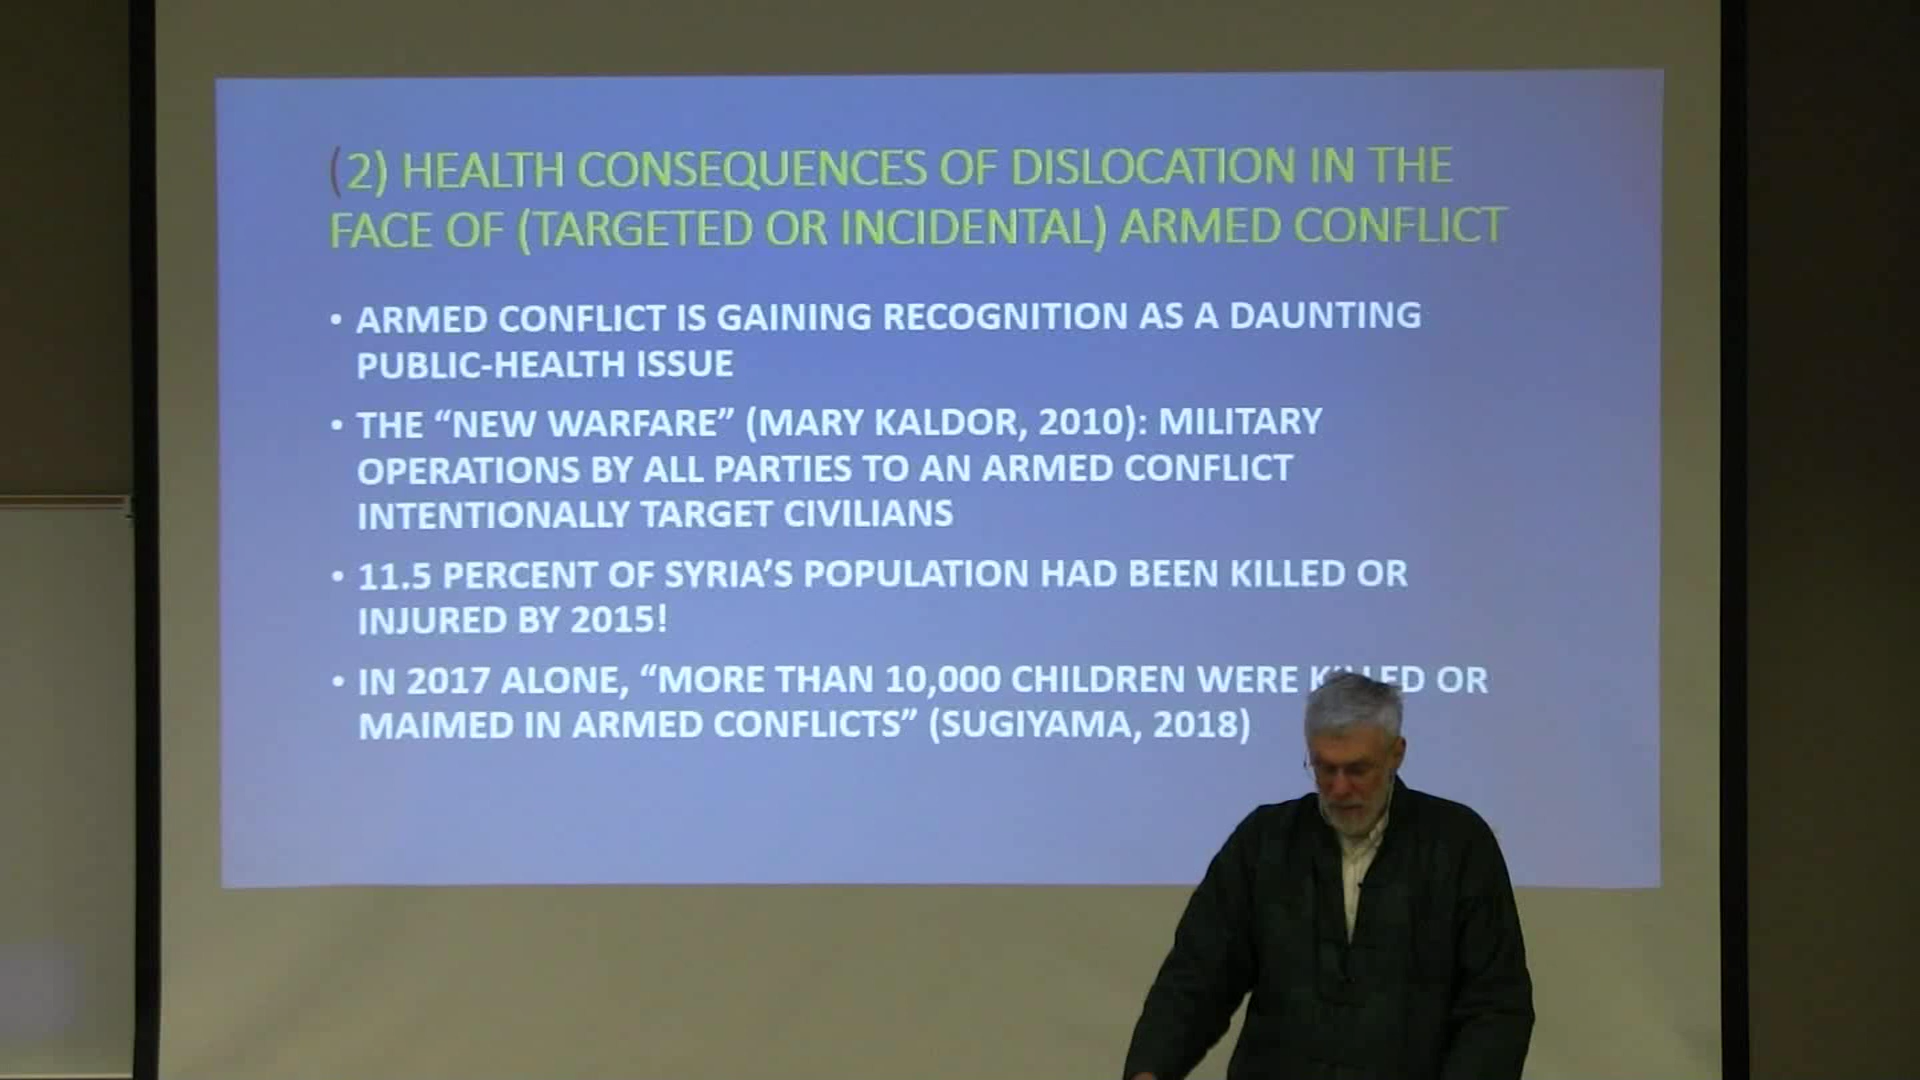 (2) HEALTH CONSEQUENCES OF DISLOCATION IN THE
FACE OF (TARGETED OR INCIDENTAL) ARMED CONFLICT
• ARMED CONFLICT IS GAINING RECOGNITION AS A DAUNTING
PUBLIC-HEALTH ISSUE
• THE “NEW WARFARE” (MARY KALDOR, 2010): MILITARY
OPERATIONS BY ALL PARTIES TO AN ARMED CONFLICT
INTENTIONALLY TARGET CIVILIANS
• 11.5 PERCENT OF SYRIA’S POPULATION HAD BEEN KILLED OR
INJURED BY 2015!
• IN 2017 ALONE, “MORE THAN 10,000 CHILDREN WERE KILLED OR
MAIMED IN ARMED CONFLICTS” (SUGIYAMA, 2018)